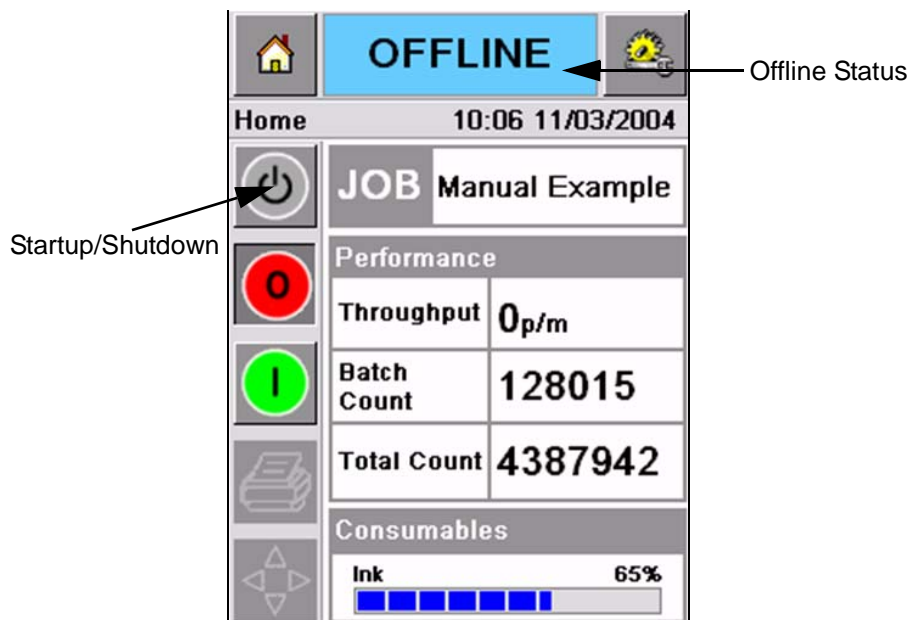 OFFLINE
Offline Status
Home 10:06 11/03/2004
JOB Manual Example
Startup/Shutdown
Performance
O
Throughput 0p/m
I
Batch Count 128015
Total Count 4387942
Consumables
Ink 65%